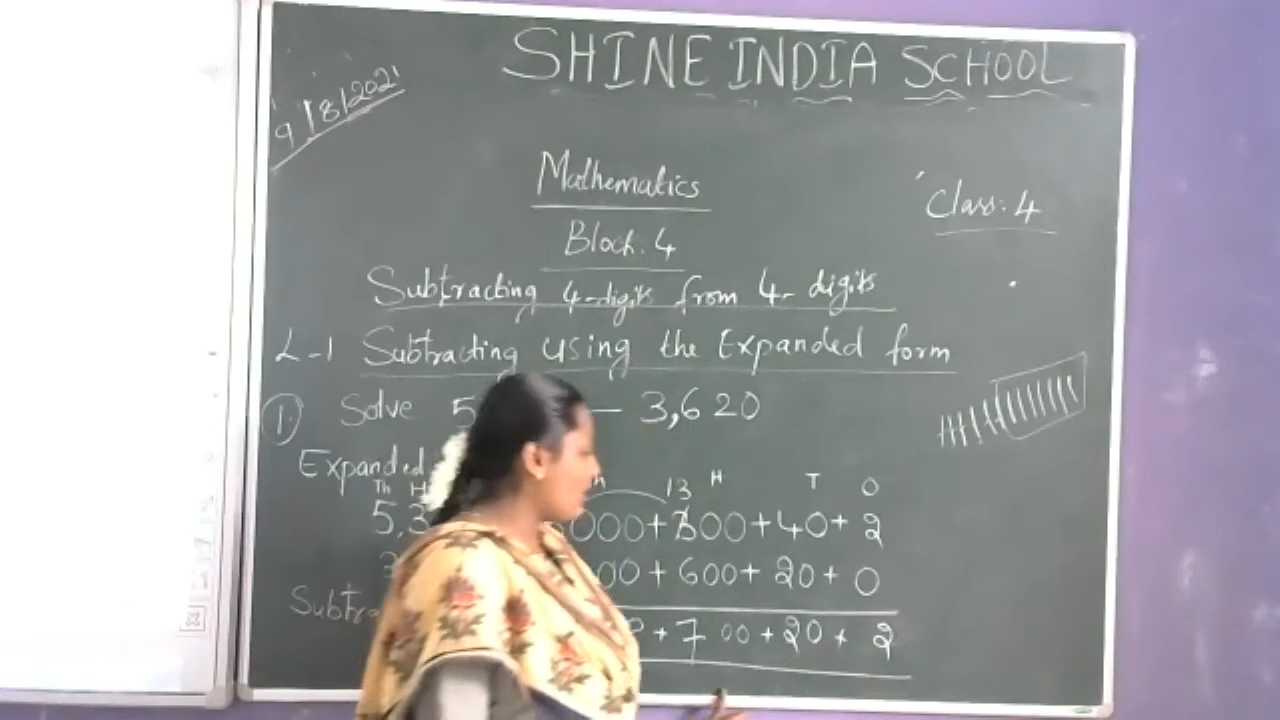 SHINE INDIA SCHOOL
9/8/2021
Mathematics
Class: 4
Block. 4
Subtracting 4-digits from 4- digits
L-1 Subtracting using the Expanded form
1. Solve 5 — 3,620
Expanded
Th H 13 H T O
5,3 000+300+40+2
00+600+20+0
+700+20+2